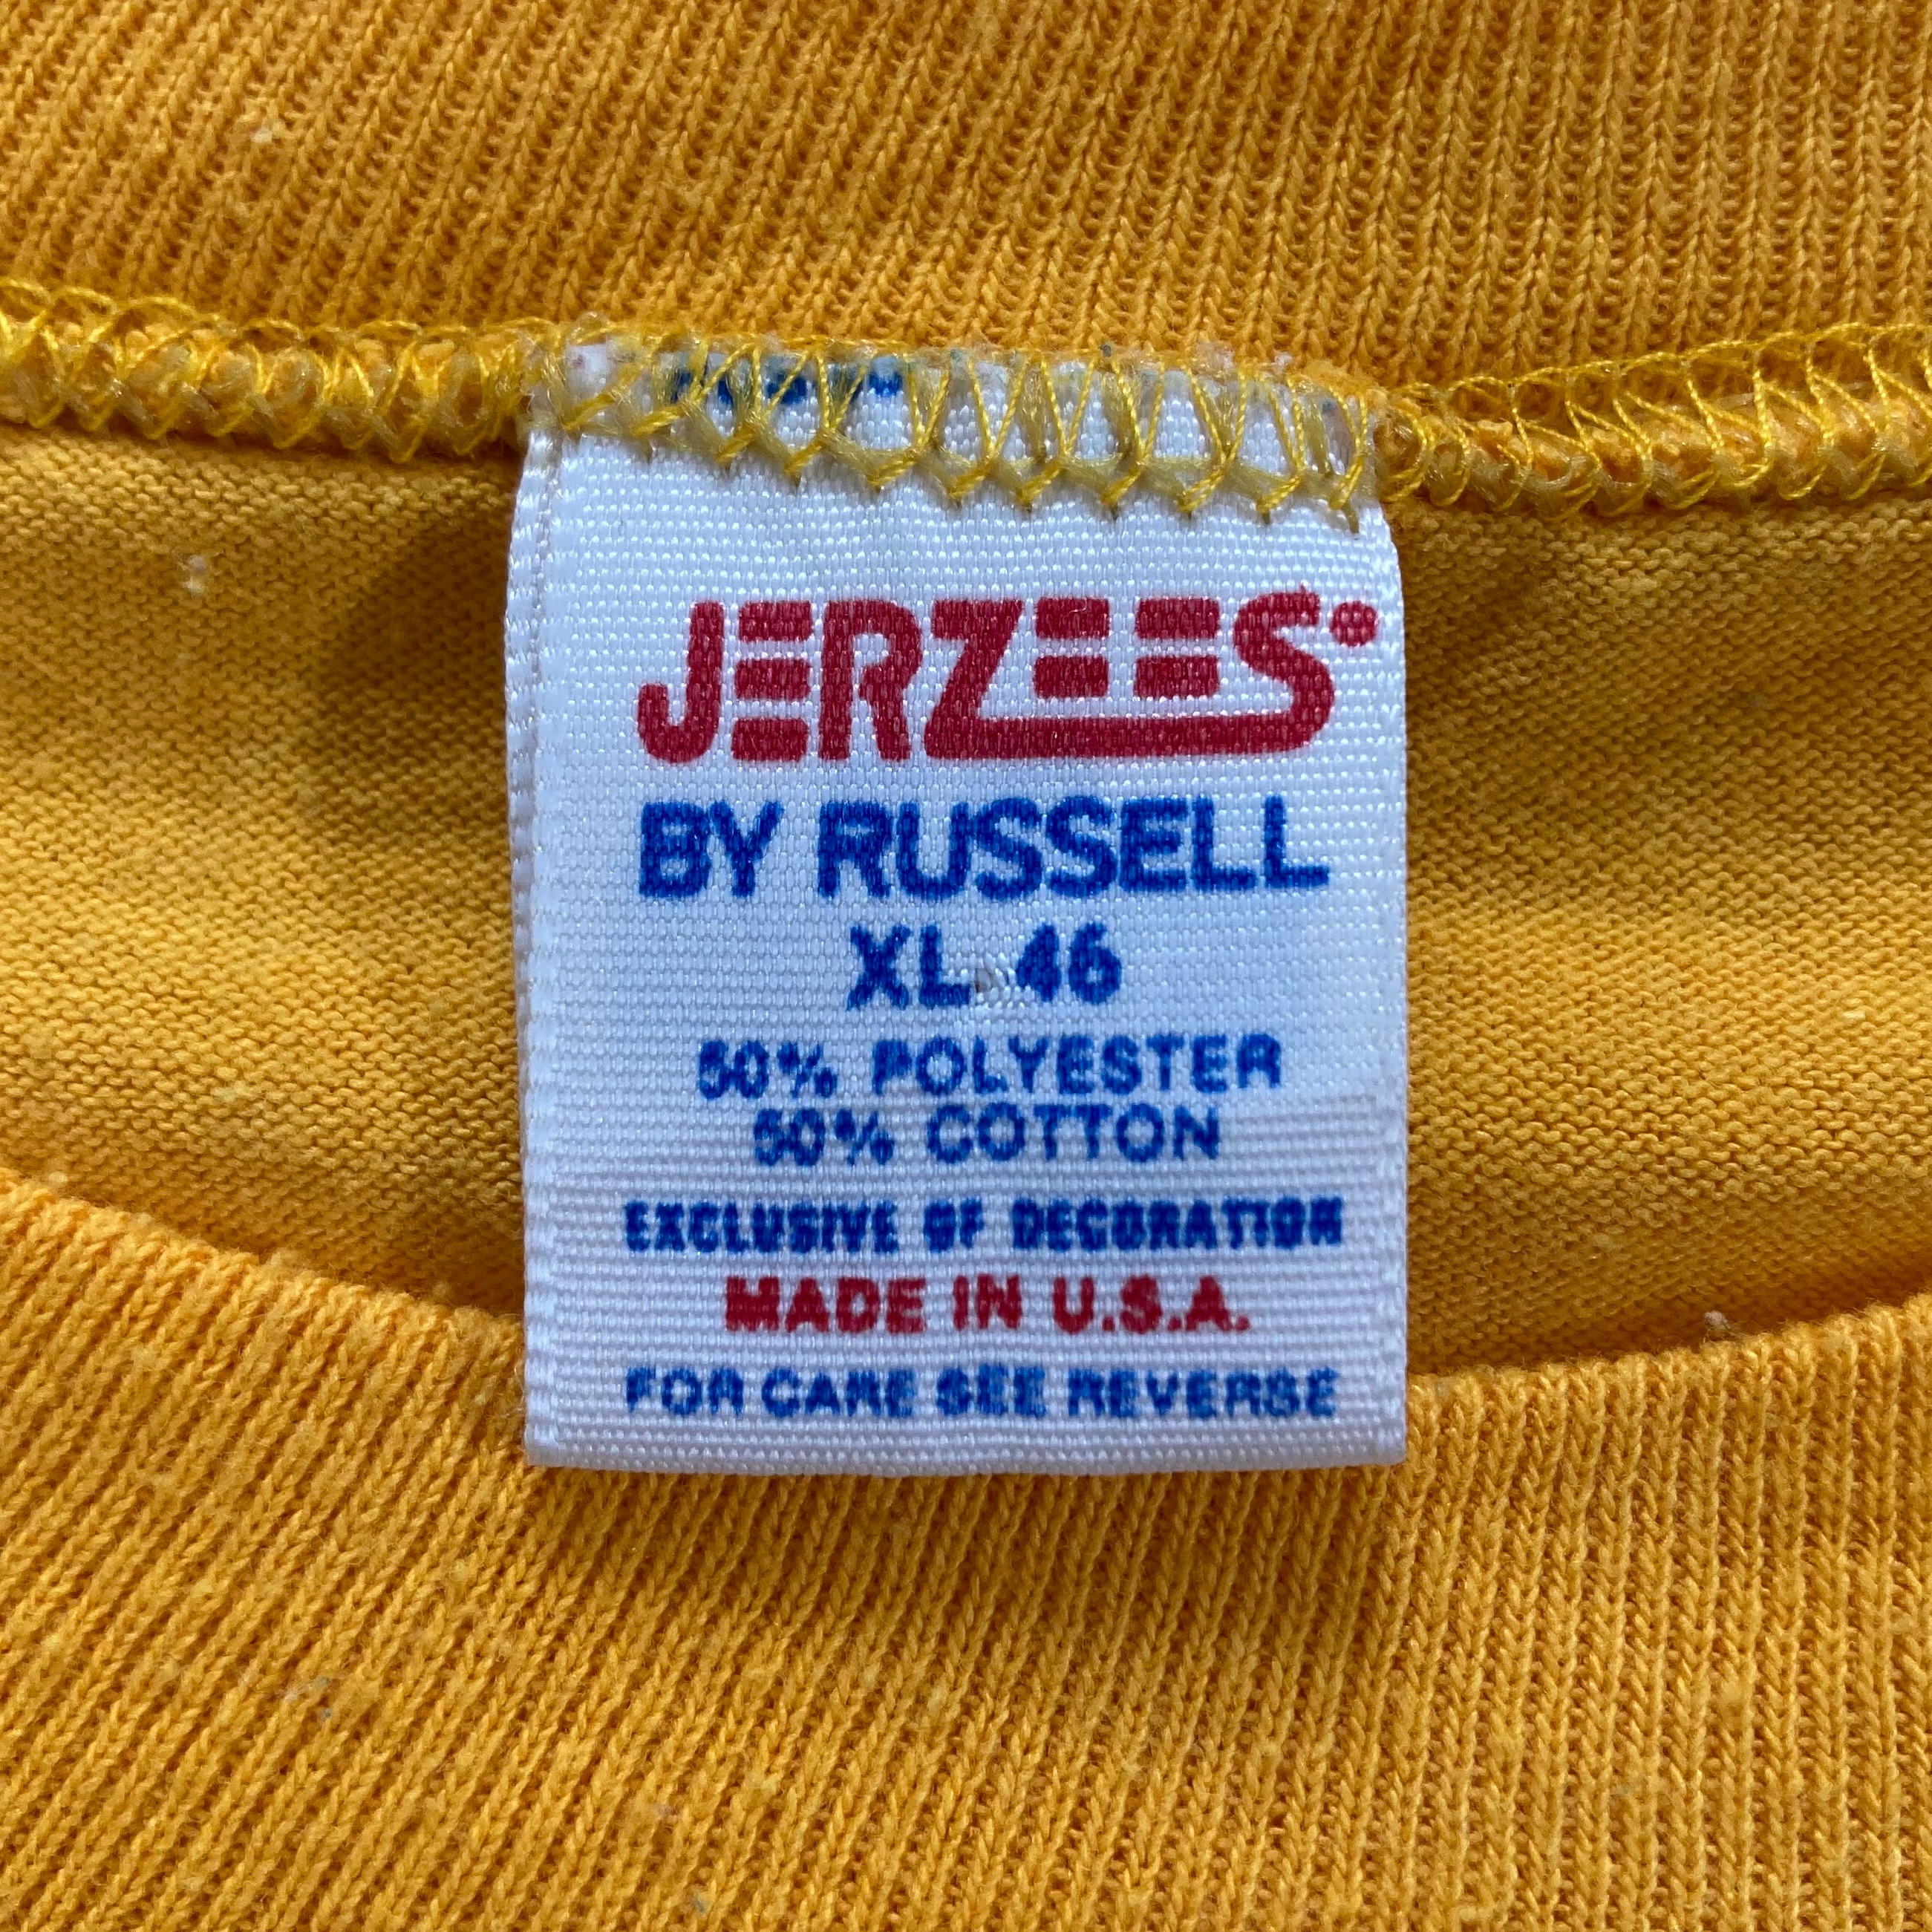 JERZEES®
BY RUSSELL
XL 46
50% POLYESTER
50% COTTON
EXCLUSIVE OF DECORATION
MADE IN U.S.A.
FOR CARE SEE REVERSE